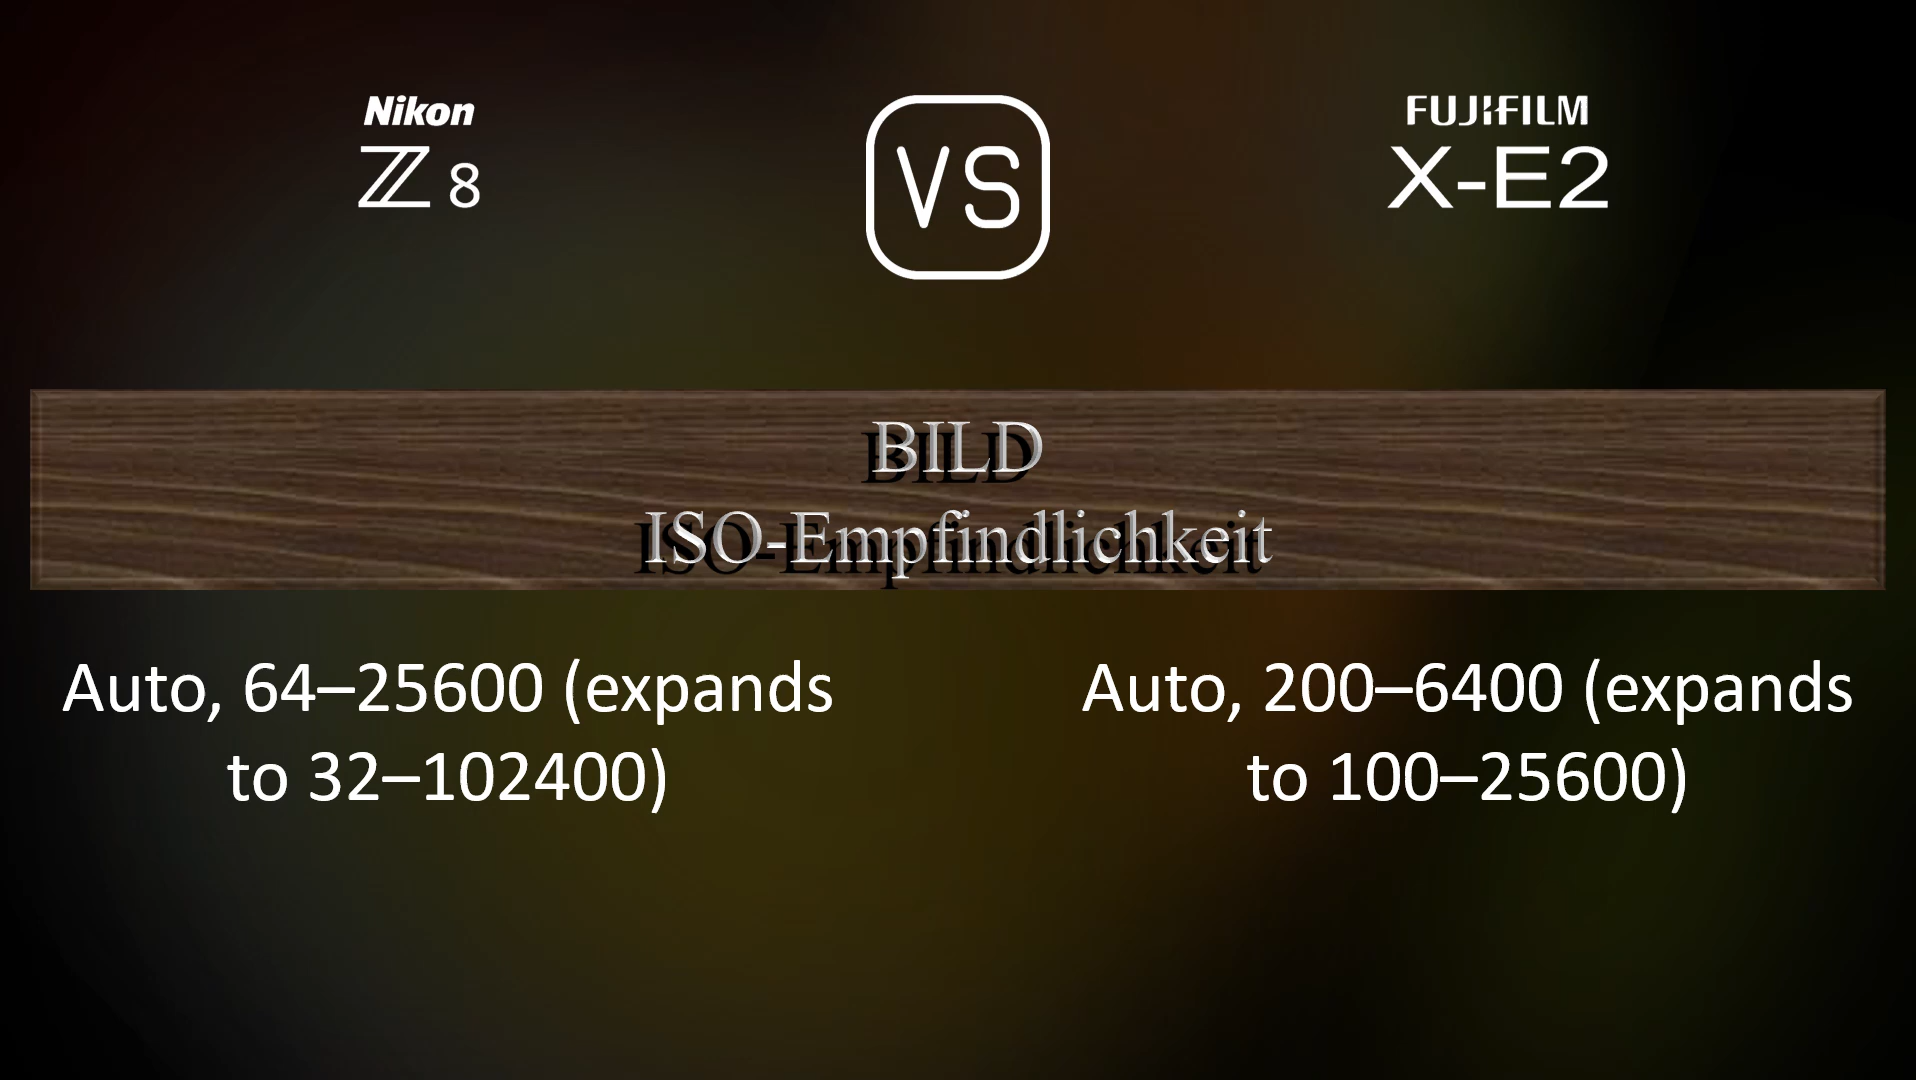 Nikon
Z 8
VS
FUJIFILM
X-E2
BILD
ISO-Empfindlichkeit
Auto, 64–25600 (expands
to 32–102400)
Auto, 200–6400 (expands
to 100–25600)